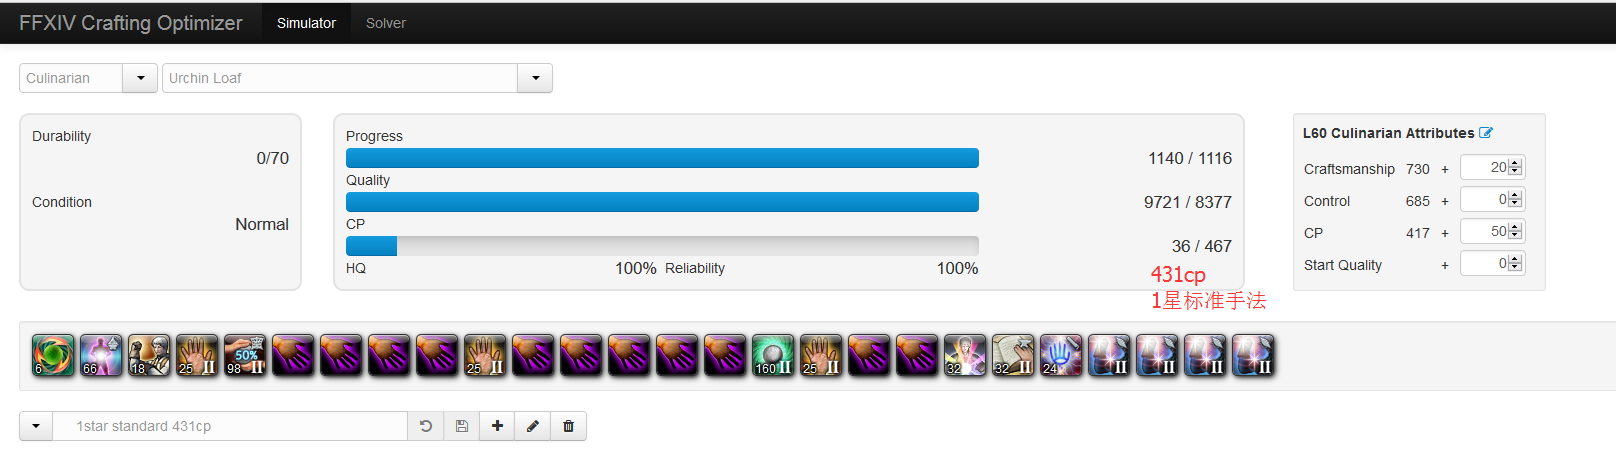 FFXIV Crafting Optimizer Simulator Solver
Culinarian Urchin Loaf
Durability
0/70
Condition
Normal
Progress
1140 / 1116
Quality
9721 / 8377
CP
36 / 467
HQ 100% Reliability 100%
431cp
1星标准手法
L60 Culinarian Attributes
Craftsmanship 730 + 20
Control 685 + 0
CP 417 + 50
Start Quality + 0
6 66 18 25 II 50% 98 II 25 II 160 II 25 II 32 32 II 24 II II II II
1star standard 431cp